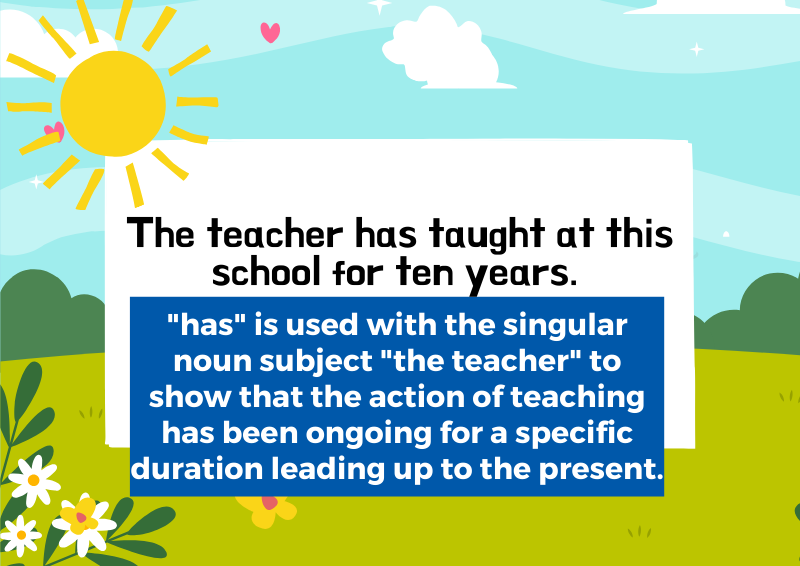 The teacher has taught at this
school for ten years.
"has" is used with the singular
noun subject "the teacher" to
show that the action of teaching
has been ongoing for a specific
duration leading up to the present.